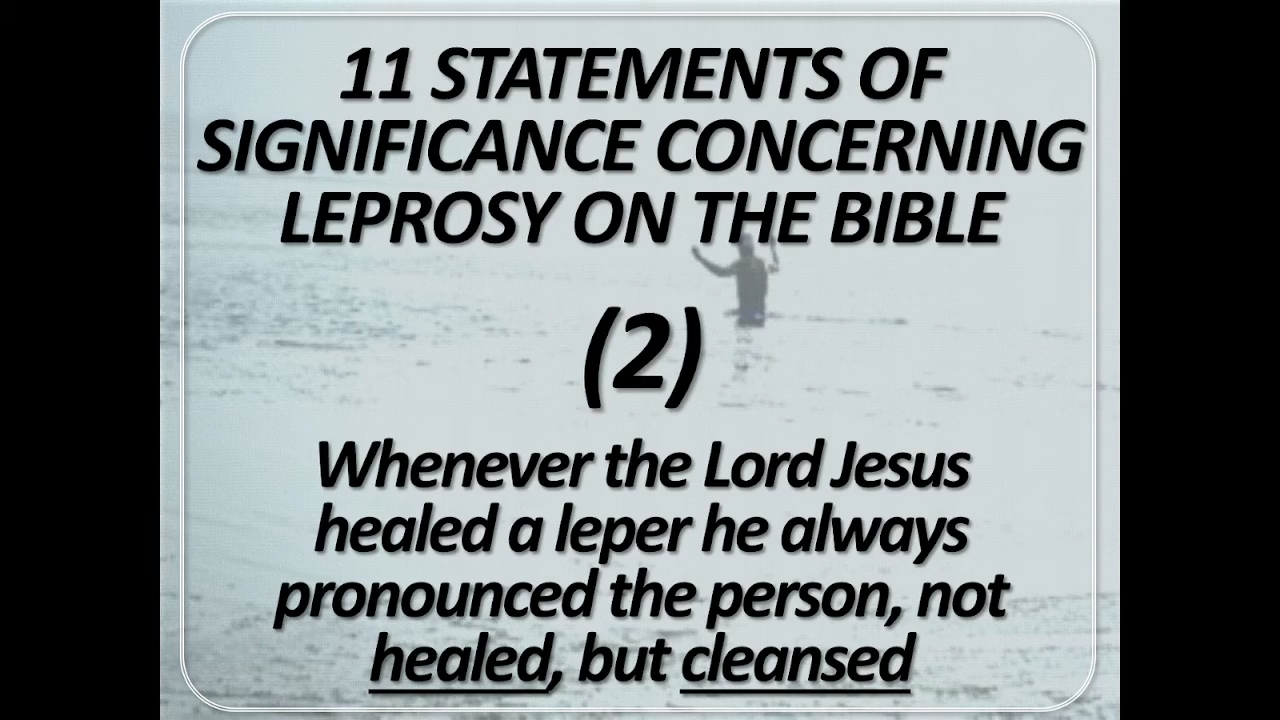 11 STATEMENTS OF
SIGNIFICANCE CONCERNING
LEPROSY ON THE BIBLE
(2)
Whenever the Lord Jesus
healed a leper he always
pronounced the person, not
healed, but cleansed